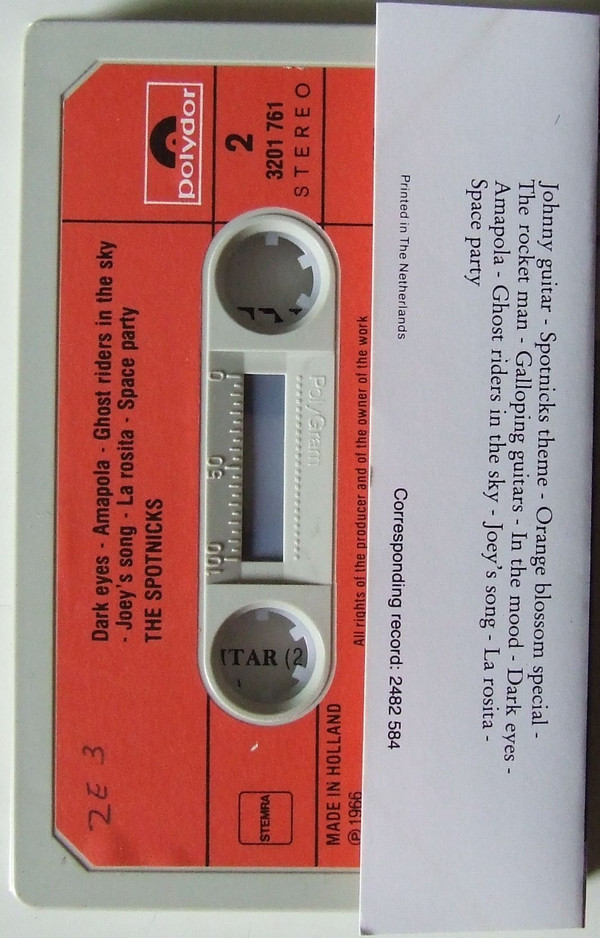 polydor
2
3201 761
STEREO
Dark eyes - Amapola - Ghost riders in the sky
- Joey's song - La rosita - Space party
THE SPOTNICKS
0 50 100
PolyGram
ITAR (2
All rights of the producer and of the owner of the work
2E 3
STEMRA
MADE IN HOLLAND
℗ 1966
Johnny guitar - Spotnicks theme - Orange blossom special -
The rocket man - Galloping guitars - In the mood - Dark eyes -
Amapola - Ghost riders in the sky - Joey's song - La rosita -
Space party
Printed in The Netherlands
Corresponding record: 2482 584